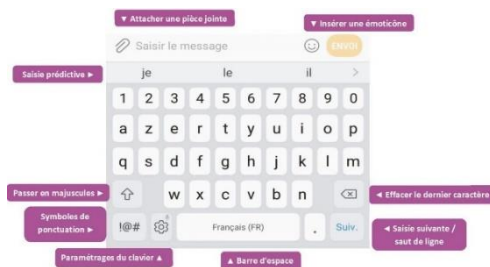 ▼ Attacher une pièce jointe
▼ Insérer une émoticône
Saisir le message
ENVOI
Saisie prédictive ►
je le il >
1 2 3 4 5 6 7 8 9 0
a z e r t y u i o p
q s d f g h j k l m
Passer en majuscules ►
w x c v b n
◄ Effacer le dernier caractère
Symboles de ponctuation ►
!@#
Français (FR)
.
Suiv.
◄ Saisie suivante /
saut de ligne
Paramétrages du clavier ▲
▲ Barre d'espace